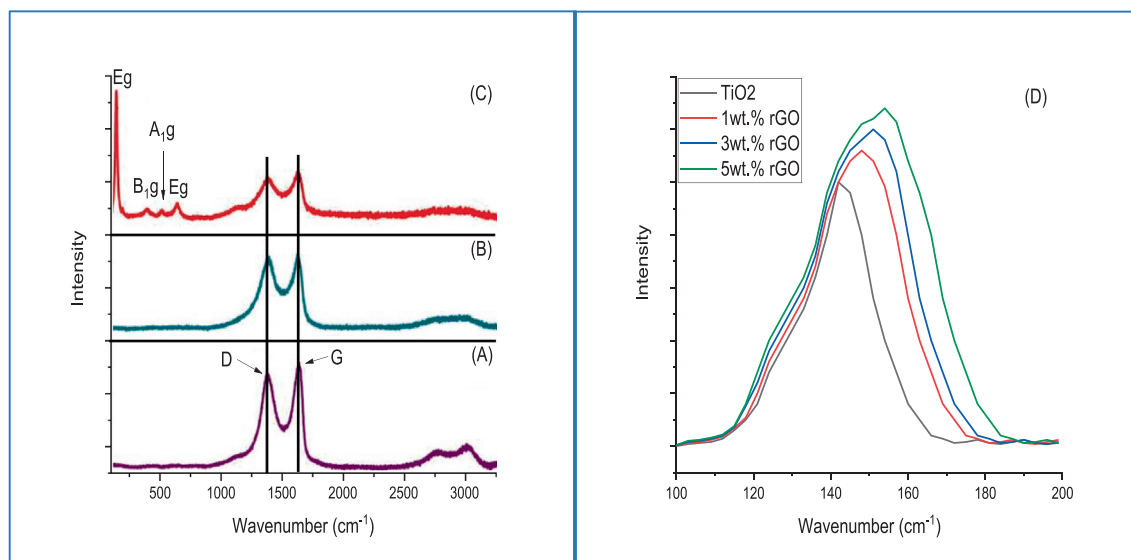 Eg
(C)
A₁g
B₁g
Eg
(B)
(A)
D
G
Intensity
500
1000
1500
2000
2500
3000
Wavenumber (cm⁻¹)
TiO2
1wt.% rGO
3wt.% rGO
5wt.% rGO
(D)
Intensity
100
120
140
160
180
200
Wavenumber (cm⁻¹)